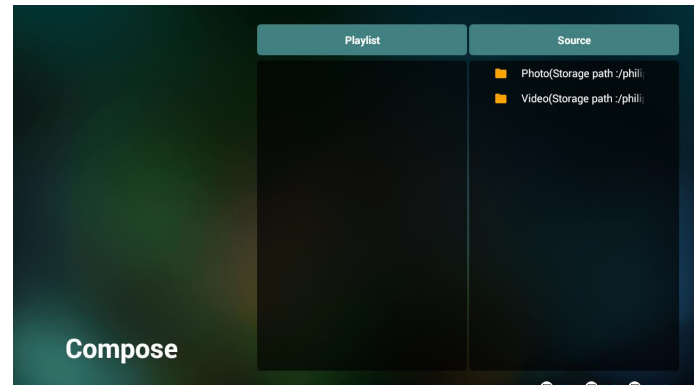 Playlist
Source
Photo(Storage path :/phili
Video(Storage path :/phili
Compose